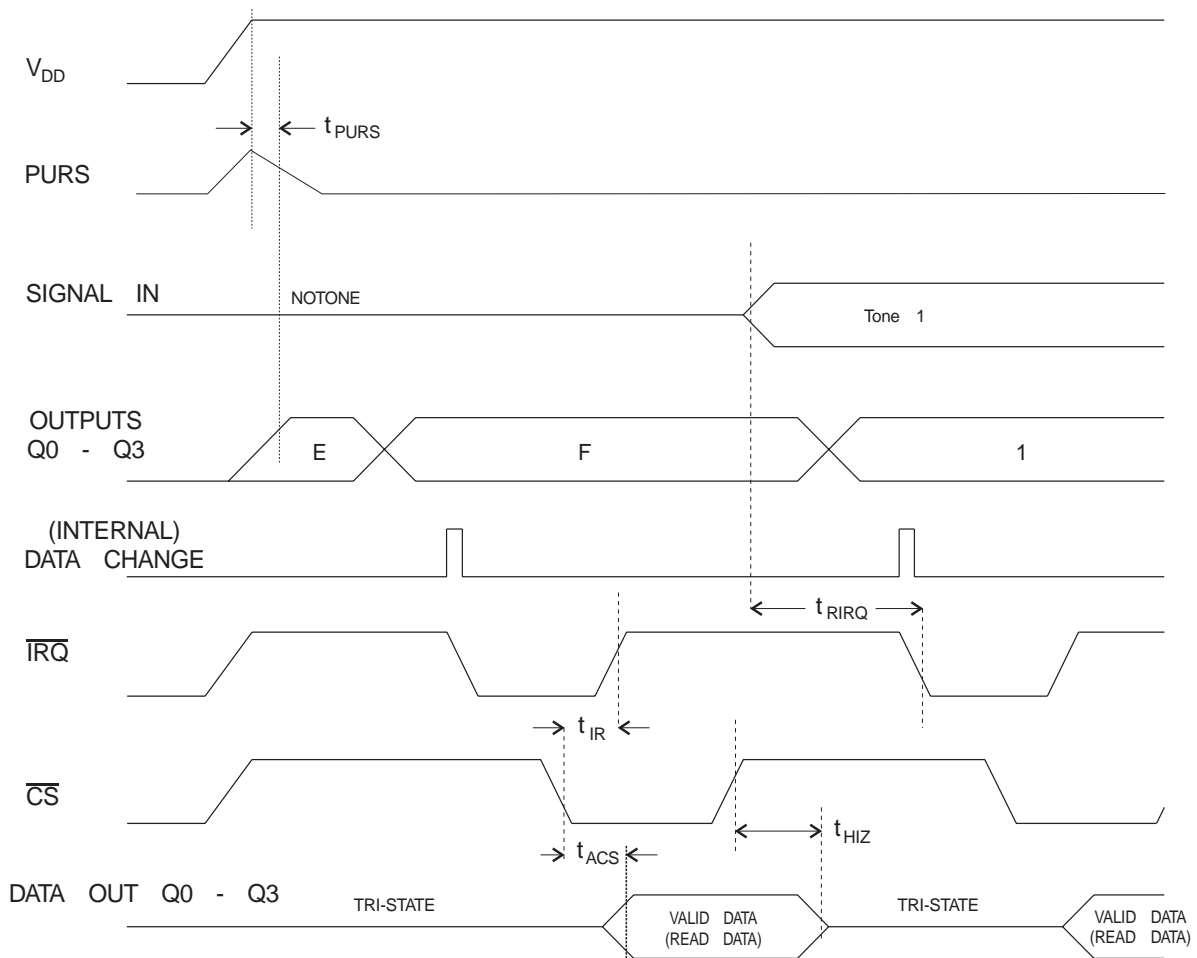 V_DD
t_PURS
PURS
SIGNAL IN
NOTONE
Tone 1
OUTPUTS
Q0 - Q3
E
F
1
(INTERNAL)
DATA CHANGE
t_RIRQ
IRQ
t_IR
CS
t_HIZ
t_ACS
DATA OUT Q0 - Q3
TRI-STATE
VALID DATA
(READ DATA)
TRI-STATE
VALID DATA
(READ DATA)